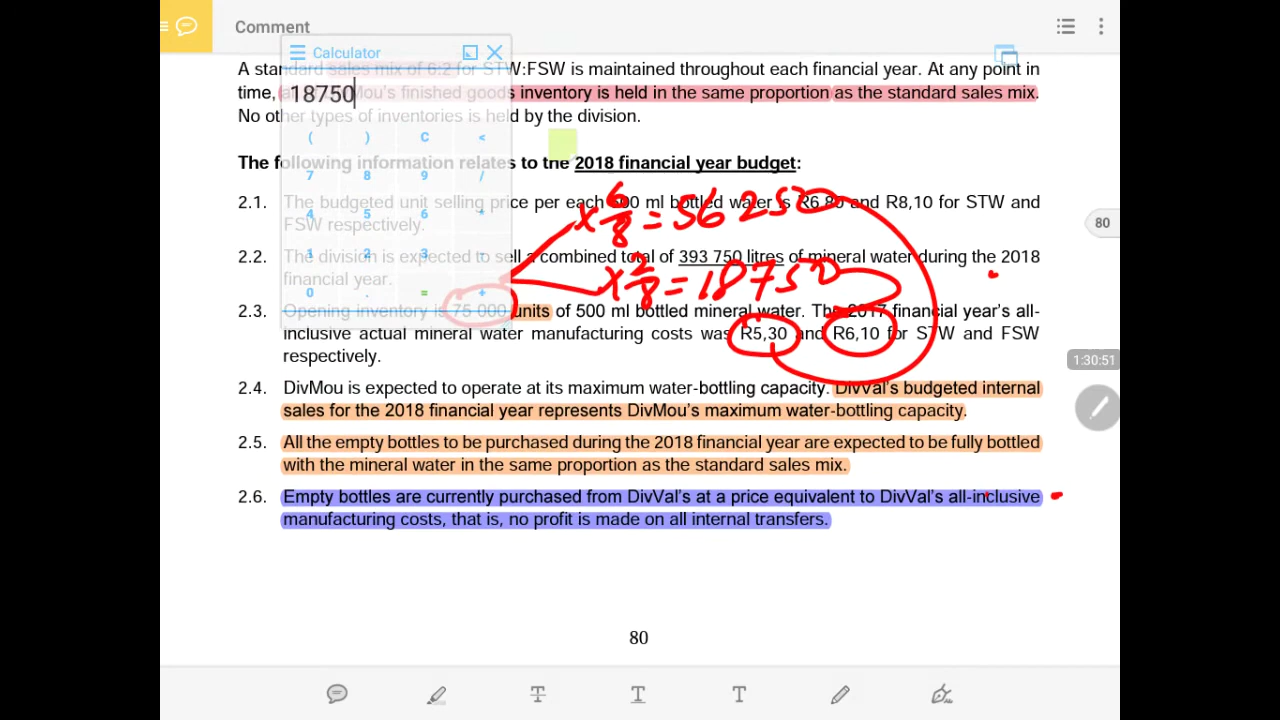 Comment
Calculator
A standard sales mix of 6:2 for STW:FSW is maintained throughout each financial year. At any point in
18750
time, all DivMou's finished goods inventory is held in the same proportion as the standard sales mix.
No other types of inventories is held by the division.
( ) C <
The following information relates to the 2018 financial year budget:
7 8 9 /
2.1. The budgeted unit selling price per each 500 ml bottled water is R6,80 and R8,10 for STW and
FSW respectively.
4 5 6 *
× 6/8 = 56250
80
2.2. The division is expected to sell a combined total of 393 750 litres of mineral water during the 2018
financial year.
1 2 3 -
× 2/8 = 18750
0 . = +
2.3. Opening inventory is 75 000 units of 500 ml bottled mineral water. The 2017 financial year's all-
inclusive actual mineral water manufacturing costs was R5,30 and R6,10 for STW and FSW
respectively.
1:30:51
2.4. DivMou is expected to operate at its maximum water-bottling capacity. DivVal's budgeted internal
sales for the 2018 financial year represents DivMou's maximum water-bottling capacity.
2.5. All the empty bottles to be purchased during the 2018 financial year are expected to be fully bottled
with the mineral water in the same proportion as the standard sales mix.
2.6. Empty bottles are currently purchased from DivVal's at a price equivalent to DivVal's all-inclusive
manufacturing costs, that is, no profit is made on all internal transfers.
80
T T T